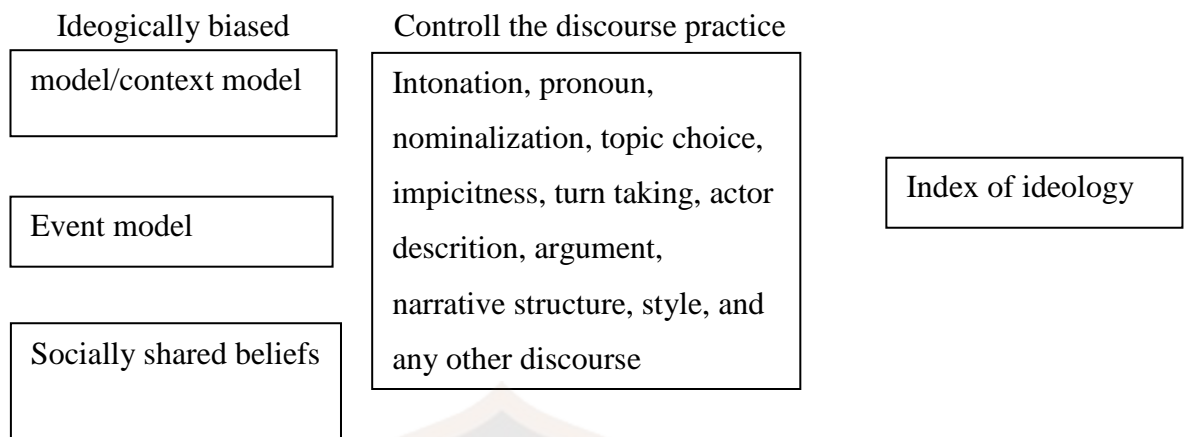 Ideogically biased
model/context model
Event model
Socially shared beliefs
Controll the discourse practice
Intonation, pronoun,
nominalization, topic choice,
impicitness, turn taking, actor
descrition, argument,
narrative structure, style, and
any other discourse
Index of ideology